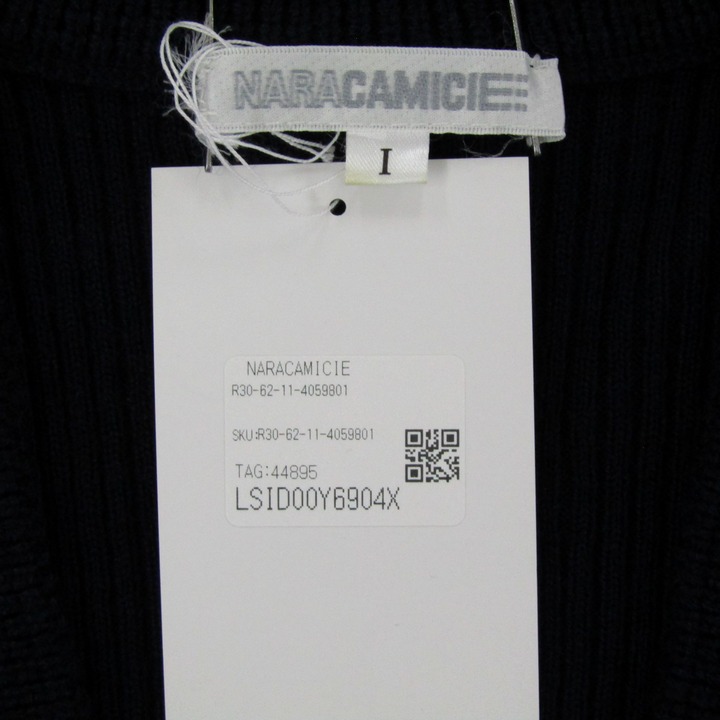 NARACAMICIE
I
NARACAMICIE
R30-62-11-4059801
SKU:R30-62-11-4059801
TAG:44895
LSID00Y6904X